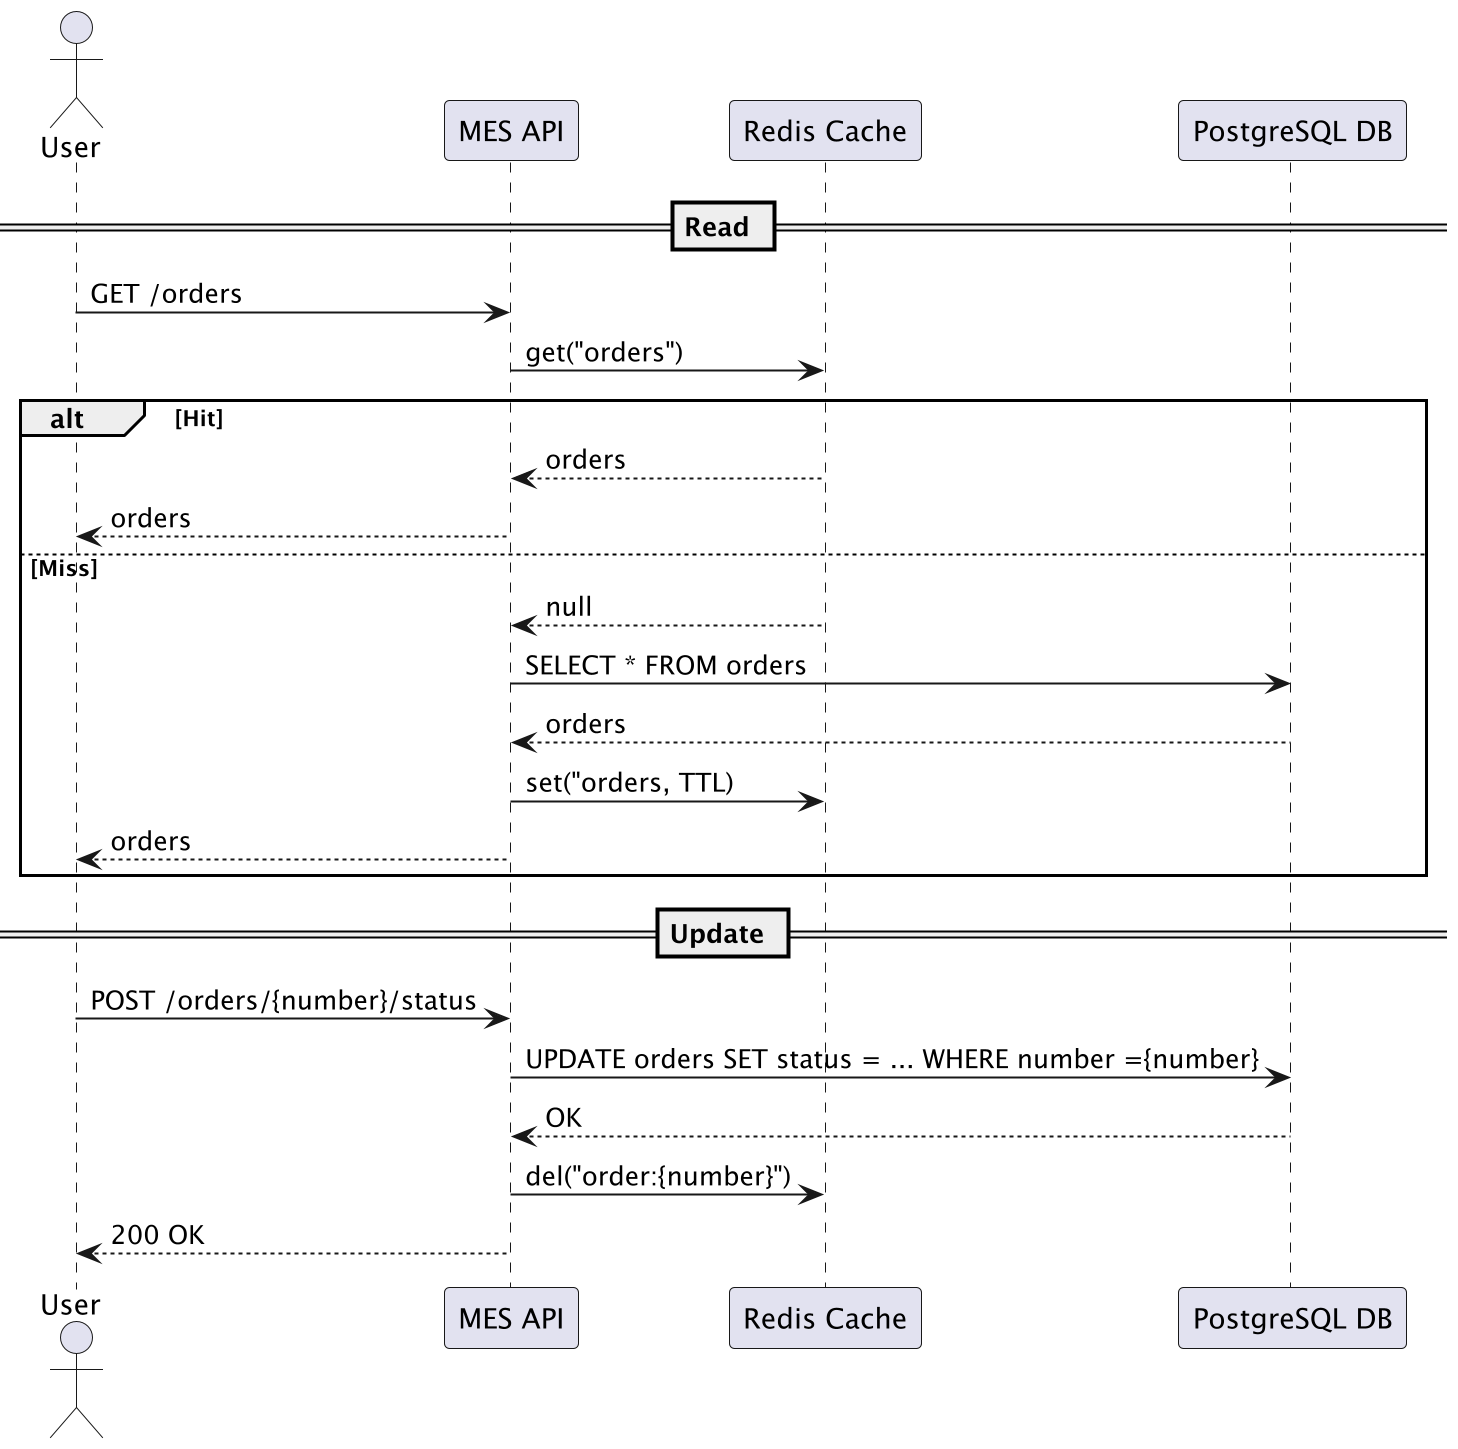 User
MES API
Redis Cache
PostgreSQL DB
Read
GET /orders
get("orders")
alt
[Hit]
orders
orders
[Miss]
null
SELECT * FROM orders
orders
set("orders, TTL)
orders
Update
POST /orders/{number}/status
UPDATE orders SET status = ... WHERE number ={number}
OK
del("order:{number}")
200 OK
User
MES API
Redis Cache
PostgreSQL DB